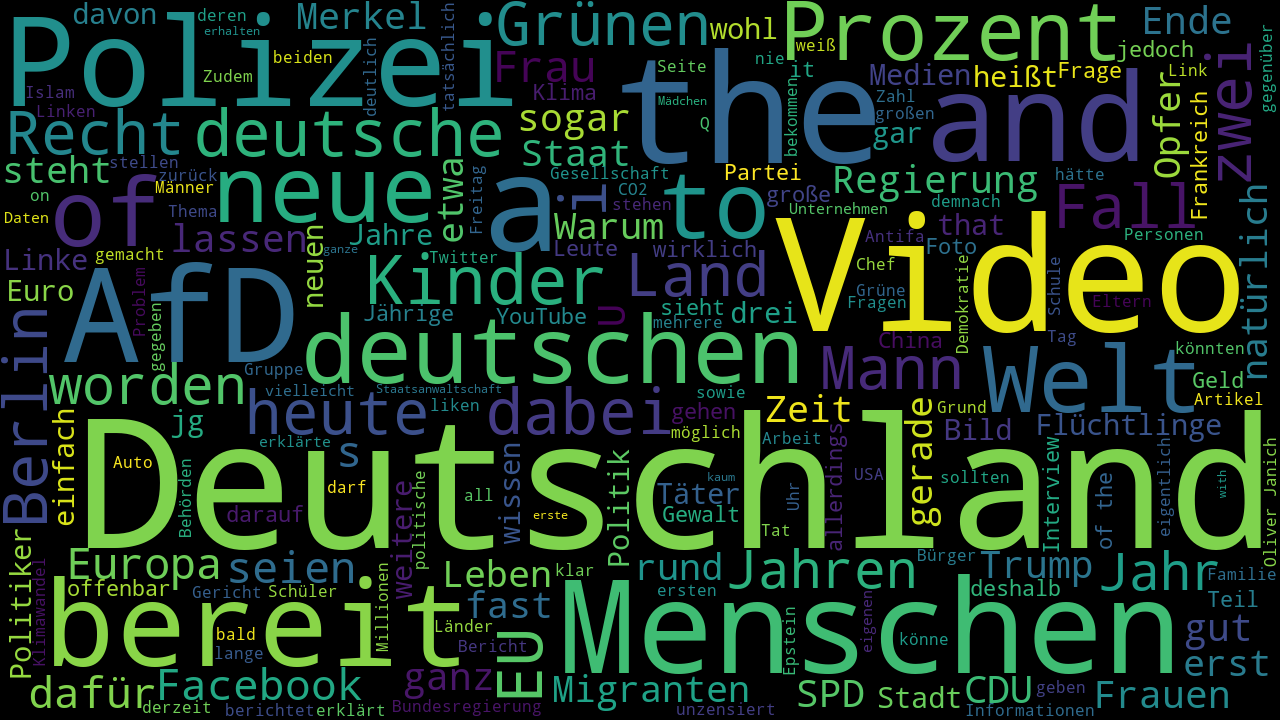 davon
deren
erhalten
Merkel
Grünen
wohl
Prozent
Ende
Polizei
beiden
Zudem
deutlich
tatsächlich
Frau
Klima
Seite
weiß
nie
it
jedoch
Link
gegenüber
Islam
Linken
Medien
heißt
Frage
the
and
Mädchen
Q
bekommen
Zahl
großen
gar
Opfer
Frankreich
zwei
Recht
deutsche
sogar
Staat
steht
stellen
zurück
on
Männer
Daten
Thema
of
neue
etwa
Freitag
a
i
Gesellschaft
CO2
stehen
to
Partei
große
Unternehmen
Regierung
demnach
hätte
Fall
Personen
natürlich
Warum
Leute
wirklich
that
Foto
Antifa
Linke
gemacht
lassen
neuen
Jahre
ganze
Twitter
Euro
Problem
gegeben
AfD
Kinder
Jährige
YouTube
u
Land
sieht
mehrere
drei
Video
Chef
Grüne
Fragen
Demokratie
Schule
Eltern
China
Tag
Berlin
worden
Gruppe
vielleicht
deutschen
Staatsanwaltschaft
liken
sowie
gehen
möglich
Mann
Welt
könnten
Geld
Artikel
jg
heute
erklärte
dabei
Zeit
Grund
einfach
s
Arbeit
Bild
Flüchtlinge
Deutschland
Auto
Behörden
darf
darauf
weitere
politische
all
wissen
erste
Politik
kaum
Täter
Gewalt
Uhr
Tat
allerdings
USA
gerade
sollten
Interview
of the
eigentlich
with
Oliver Janich
Politiker
Klimawandel
Europa
seien
offenbar
Gericht
Schüler
Millionen
Leben
klar
rund
ersten
Jahren
Bürger
Trump
deshalb
Jahr
Familie
Teil
bereit
bald
lange
fast
Länder
Bericht
EU
Menschen
Epstein
eigenen
könne
gut
erst
dafür
derzeit
Facebook
berichtet
erklärt
ganz
Bundesregierung
Migranten
unzensiert
SPD
Stadt
CDU
geben
Informationen
Frauen